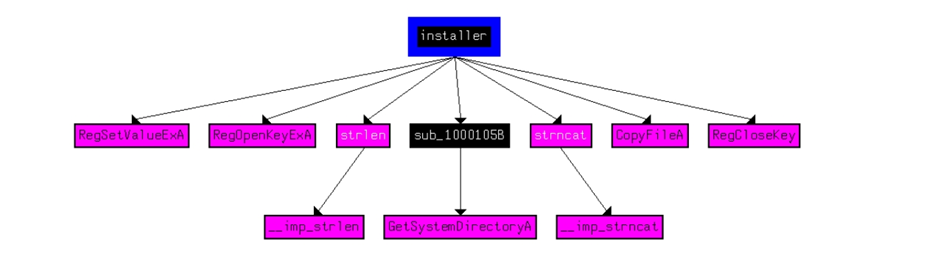 installer
RegSetValueExA
RegOpenKeyExA
strlen
sub_1000105B
strncat
CopyFileA
RegCloseKey
__imp_strlen
GetSystemDirectoryA
__imp_strncat